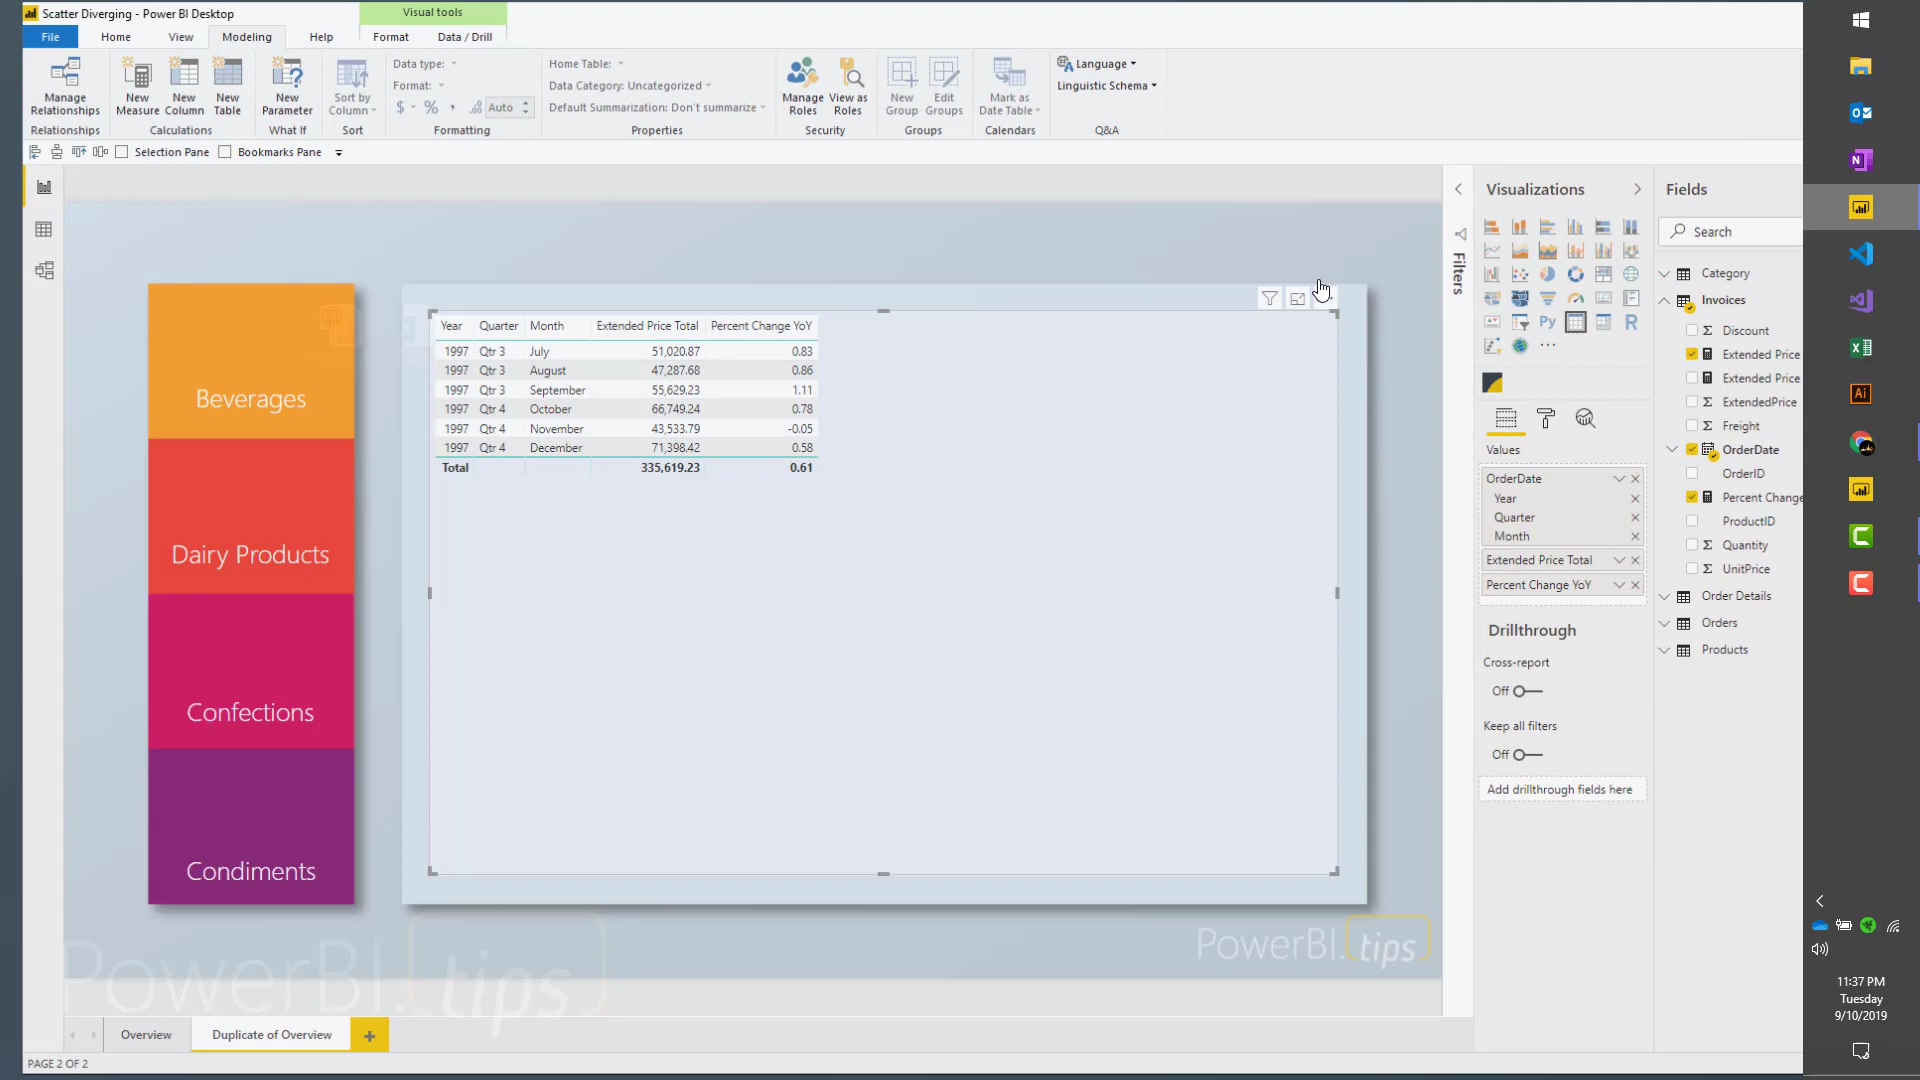 Scatter Diverging - Power BI Desktop
Visual tools
File Home View Modeling Help Format Data / Drill
Manage Relationships
New Measure
New Column
New Table
New Parameter
Sort by Column
Data type:
Format:
$ % , Auto
Home Table:
Data Category: Uncategorized
Default Summarization: Don't summarize
Manage Roles
View as Roles
New Group
Edit Groups
Mark as Date Table
Language
Linguistic Schema
Relationships Calculations What If Sort Formatting Properties Security Groups Calendars Q&A
Selection Pane Bookmarks Pane
Beverages
Dairy Products
Confections
Condiments
Year Quarter Month Extended Price Total Percent Change YoY
1997 Qtr 3 July 51,020.87 0.83
1997 Qtr 3 August 47,287.68 0.86
1997 Qtr 3 September 55,629.23 1.11
1997 Qtr 4 October 66,749.24 0.78
1997 Qtr 4 November 43,533.79 -0.05
1997 Qtr 4 December 71,398.42 0.58
Total 335,619.23 0.61
PowerBI.tips
PowerBI.tips
Filters
Visualizations
Py
R
Values
OrderDate
Year
Quarter
Month
Extended Price Total
Percent Change YoY
Drillthrough
Cross-report
Off
Keep all filters
Off
Add drillthrough fields here
Fields
Search
Category
Invoices
Discount
Extended Price
Extended Price
ExtendedPrice
Freight
OrderDate
OrderID
Percent Change
ProductID
Quantity
UnitPrice
Order Details
Orders
Products
Overview Duplicate of Overview
PAGE 2 OF 2
11:37 PM
Tuesday
9/10/2019